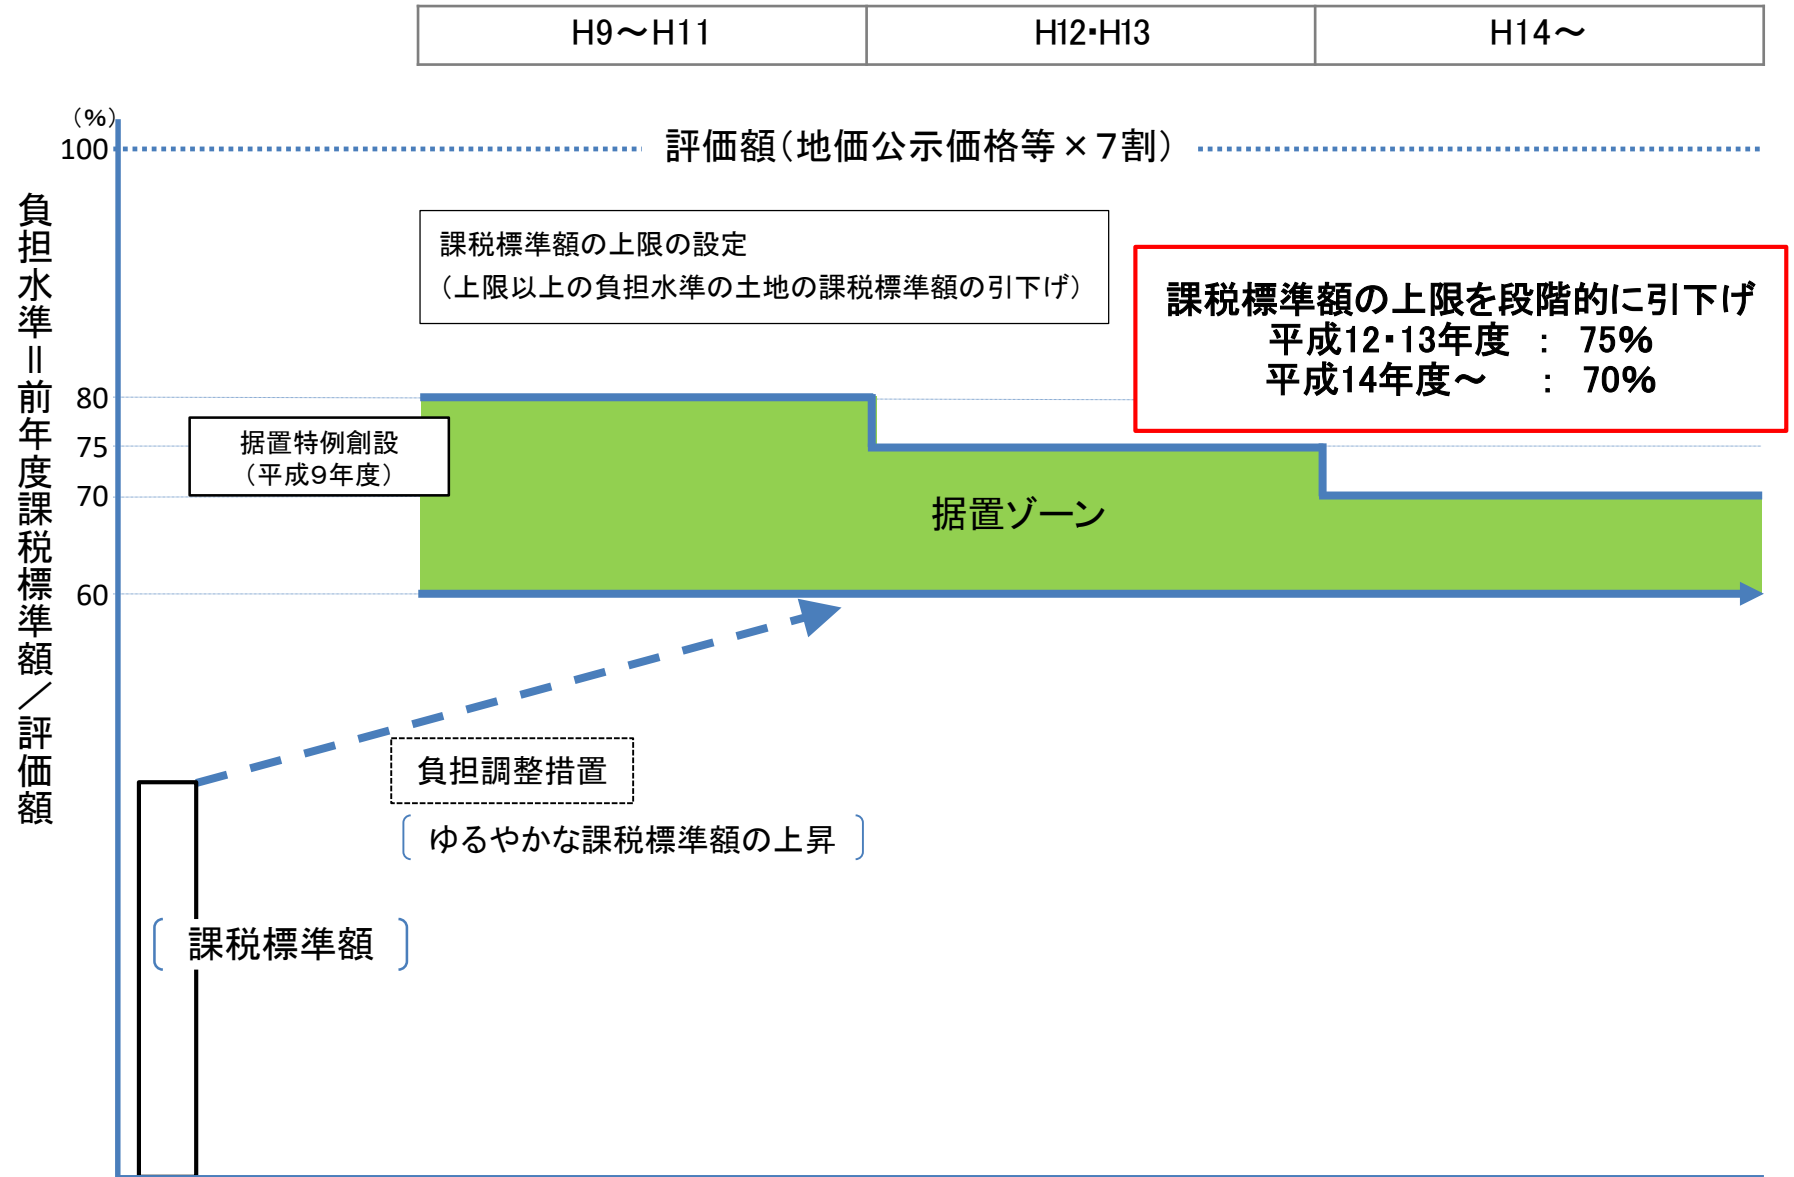 H9～H11
H12・H13
H14～
（%）
100
評価額（地価公示価格等×７割）
負担水準＝前年度課税標準額／評価額
課税標準額の上限の設定
（上限以上の負担水準の土地の課税標準額の引下げ）
課税標準額の上限を段階的に引下げ
平成12・13年度　：　75%
平成14年度～　：　70%
80
据置特例創設
（平成９年度）
75
70
据置ゾーン
60
負担調整措置
ゆるやかな課税標準額の上昇
課税標準額